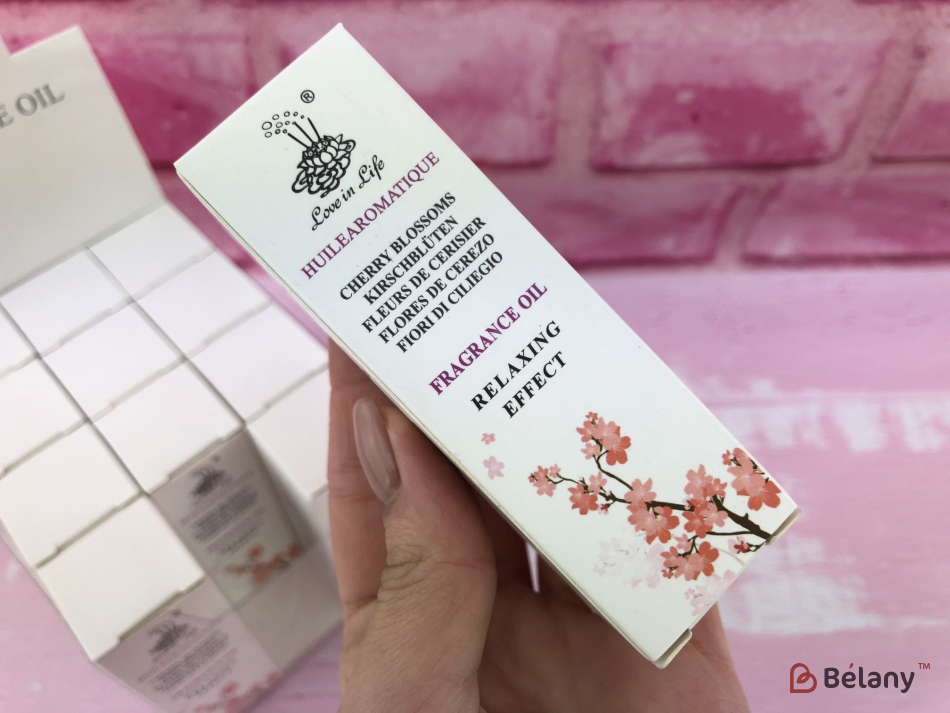 E OIL
®
Love in Life
HUILEAROMATIQUE
CHERRY BLOSSOMS
KIRSCHBLÜTEN
FLEURS DE CERISIER
FLORES DE CEREZO
FIORI DI CILIEGIO
FRAGRANCE OIL
RELAXING
EFFECT
Bélany™